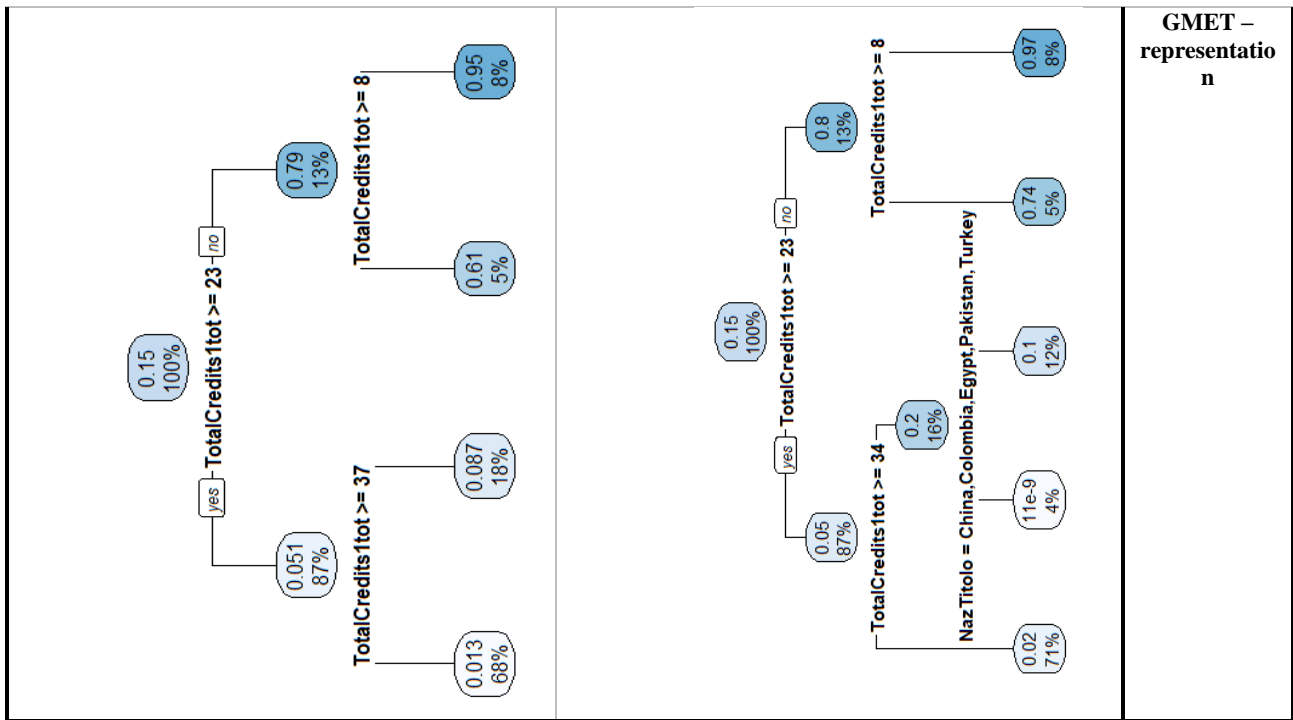 GMET –
representatio
n
0.15
100%
yes
TotalCredits1tot >= 23
no
0.051
87%
0.79
13%
TotalCredits1tot >= 37
TotalCredits1tot >= 8
0.013
68%
0.087
18%
0.61
5%
0.95
8%
0.15
100%
yes
TotalCredits1tot >= 23
no
0.05
87%
0.8
13%
TotalCredits1tot >= 34
TotalCredits1tot >= 8
0.2
16%
NazTitolo = China,Colombia,Egypt,Pakistan,Turkey
0.02
71%
11e-9
4%
0.1
12%
0.74
5%
0.97
8%